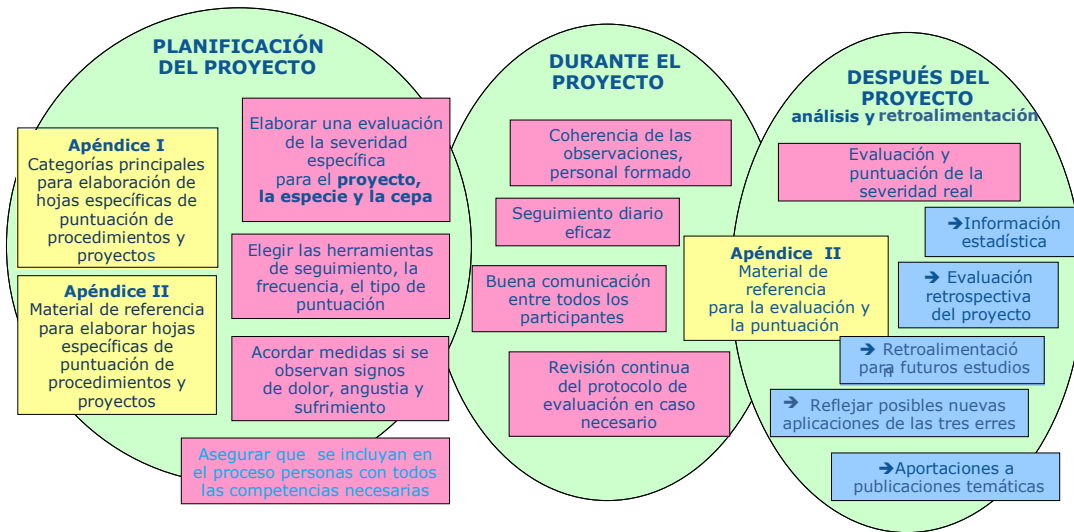 PLANIFICACIÓN
DEL PROYECTO
Apéndice I
Categorías principales
para elaboración de
hojas específicas de
puntuación de
procedimientos y
proyectos
Apéndice II
Material de referencia
para elaborar hojas
específicas de
puntuación de
procedimientos y
proyectos
Elaborar una evaluación
de la severidad
específica
para el proyecto,
la especie y la cepa
Elegir las herramientas
de seguimiento, la
frecuencia, el tipo de
puntuación
Acordar medidas si se
observan signos
de dolor, angustia y
sufrimiento
Asegurar que se incluyan en
el proceso personas con todos
las competencias necesarias
DURANTE EL
PROYECTO
Coherencia de las
observaciones,
personal formado
Seguimiento diario
eficaz
Buena comunicación
entre todos los
participantes
Revisión continua
del protocolo de
evaluación en caso
necesario
DESPUÉS DEL
PROYECTO
análisis y retroalimentación
Evaluación y
puntuación de la
severidad real
Apéndice II
Material de
referencia
para la evaluación y
la puntuación
➔Información
estadística
➔ Evaluación
retrospectiva
del proyecto
➔ Retroalimentació
n
para futuros estudios
➔ Reflejar posibles nuevas
aplicaciones de las tres erres
➔Aportaciones a
publicaciones temáticas